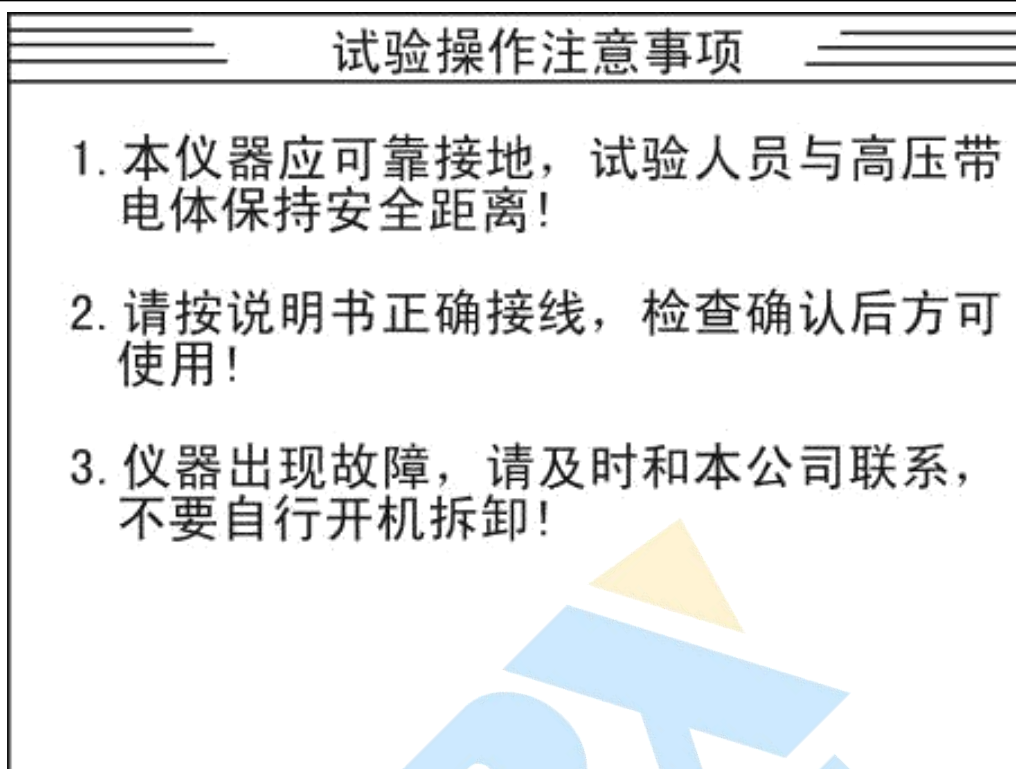 试验操作注意事项
1. 本仪器应可靠接地，试验人员与高压带
电体保持安全距离!
2. 请按说明书正确接线，检查确认后方可
使用!
3. 仪器出现故障，请及时和本公司联系，
不要自行开机拆卸!